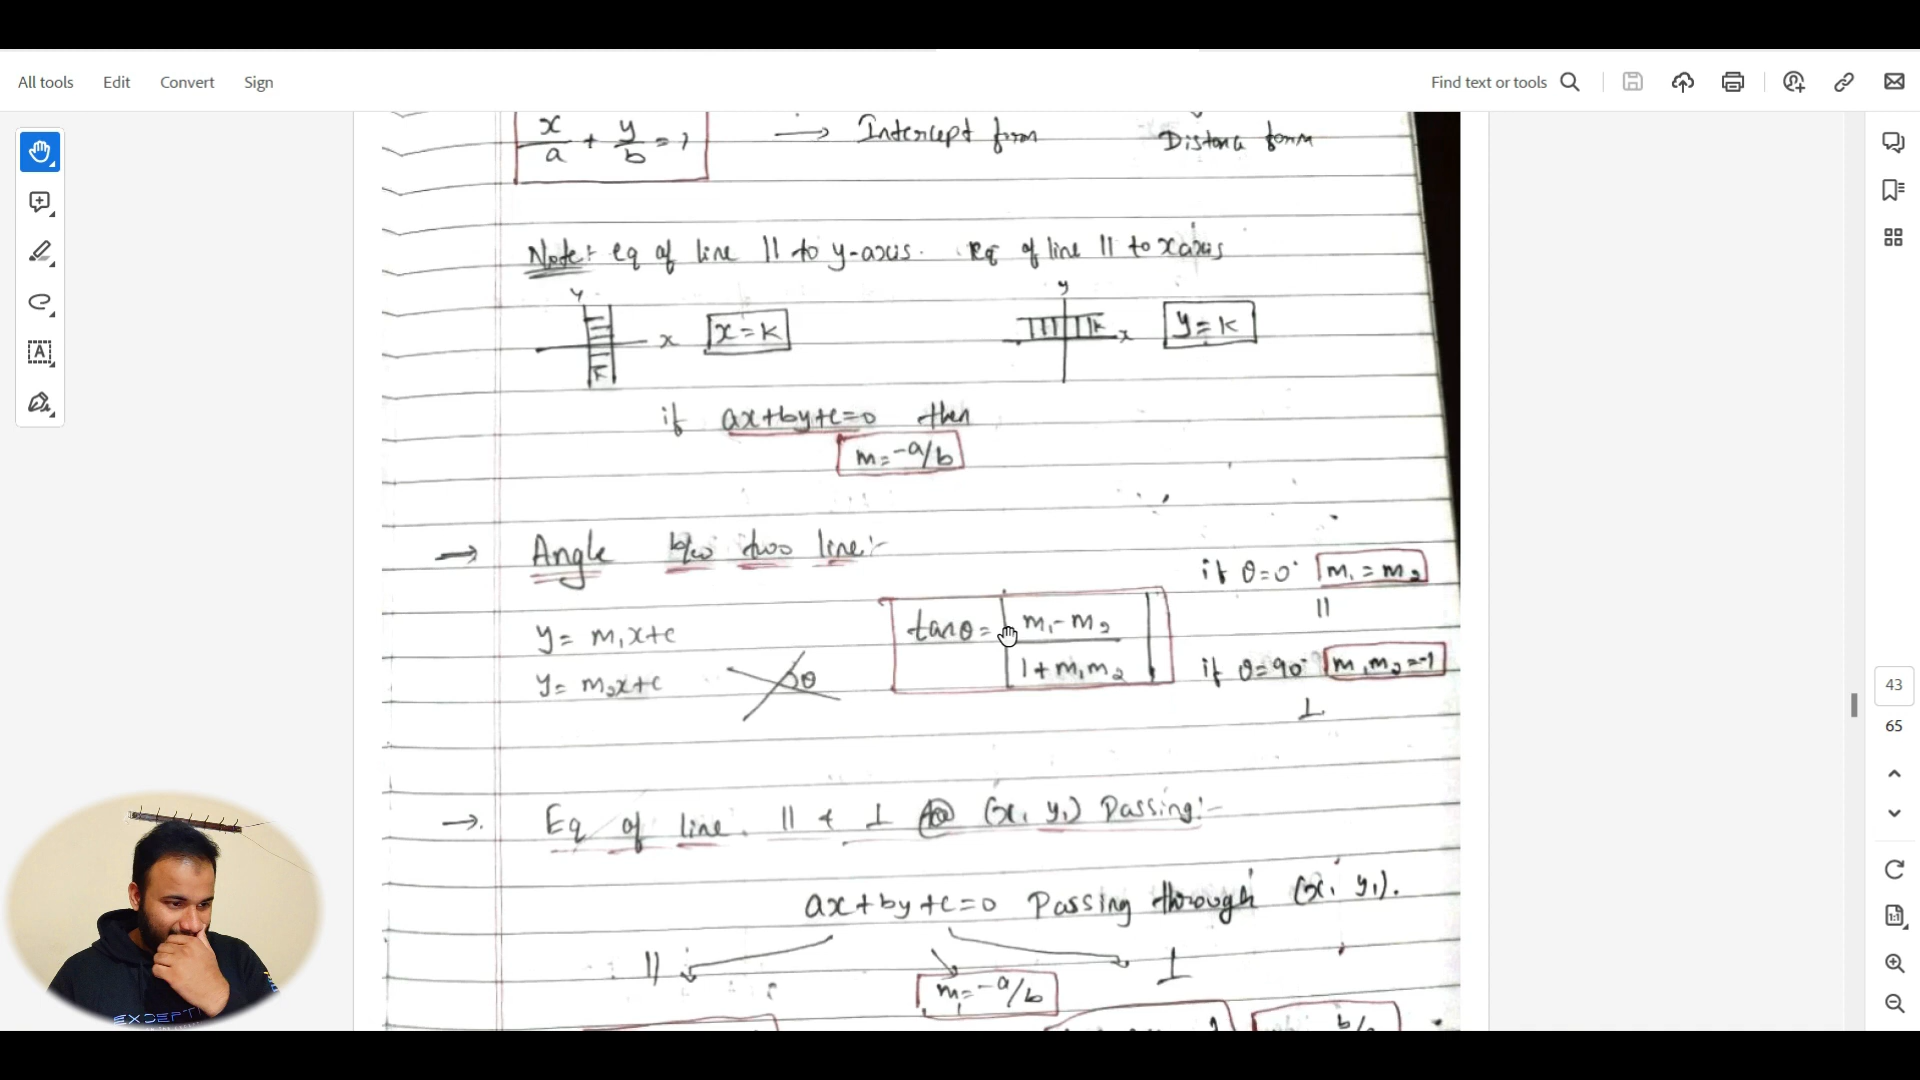 All tools Edit Convert Sign Find text or tools
x/a + y/b = 1 → Intercept form Distance form
Note: eq of line || to y-axis. Eq of line || to x axis
y y
x x = k k x y = k
k
if ax+by+c=0 then
m = -a/b
→ Angle b/w two line:-
if θ=0° m₁ = m₂
||
y = m₁x+c tanθ = | m₁ - m₂ / 1 + m₁m₂ |
y = m₂x+c θ if θ=90° m₁m₂ = -1
⊥
43
65
→ Eq of line || & ⊥ (x₁ y₁) Passing:-
ax+by+c=0 Passing through (x₁ y₁).
|| ⊥
m₁ = -a/b
b/